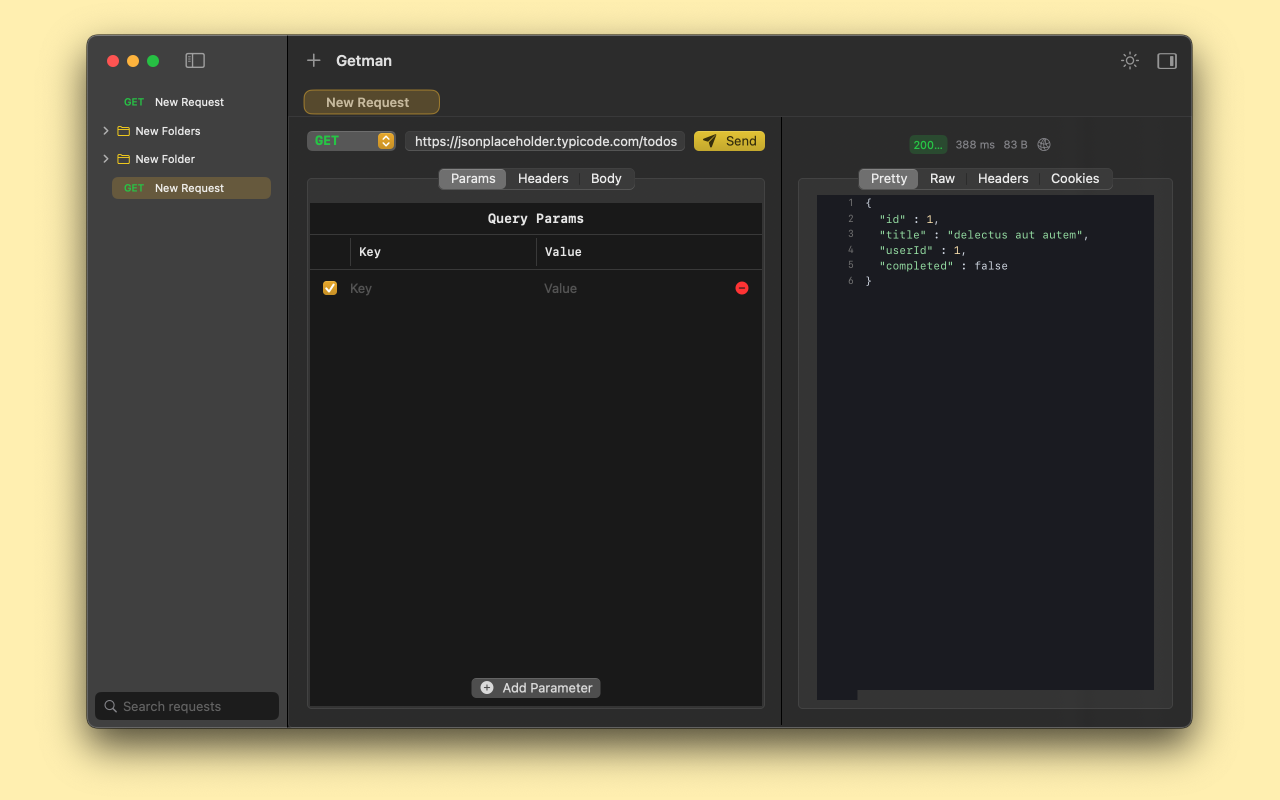 GET New Request
New Folders
New Folder
GET New Request
Search requests
Getman
New Request
GET
https://jsonplaceholder.typicode.com/todos
Send
Params Headers Body
Query Params
Key Value
Key Value
Add Parameter
200... 388 ms 83 B
Pretty Raw Headers Cookies
1 {
2 "id" : 1,
3 "title" : "delectus aut autem",
4 "userId" : 1,
5 "completed" : false
6 }